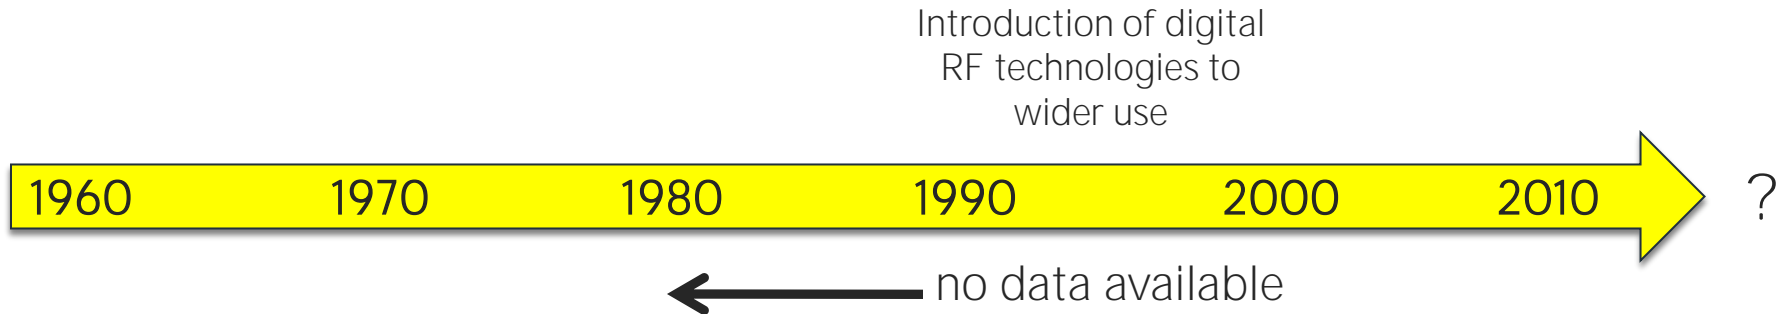 Introduction of digital
RF technologies to
wider use
1960 1970 1980 1990 2000 2010 ?
no data available